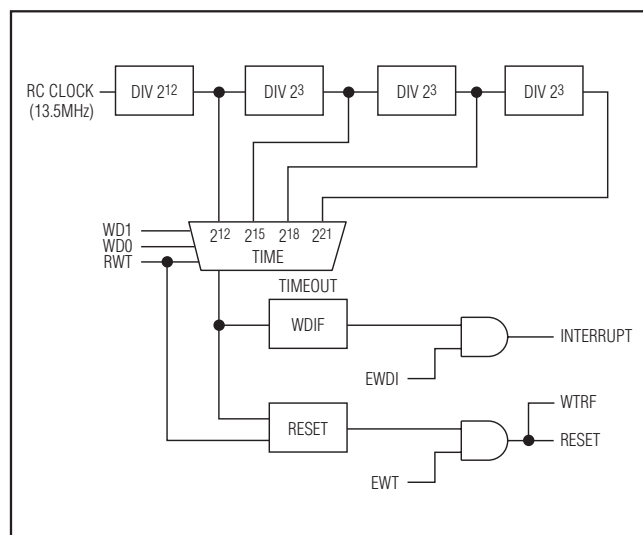 RC CLOCK
(13.5MHz)
DIV 2¹²
DIV 2³
DIV 2³
DIV 2³
WD1
WD0
RWT
2¹² 2¹⁵ 2¹⁸ 2²¹
TIME
TIMEOUT
WDIF
INTERRUPT
EWDI
WTRF
RESET
RESET
EWT